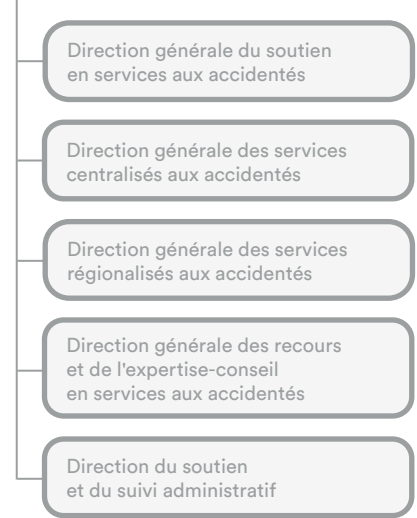 Direction générale du soutien
en services aux accidentés
Direction générale des services
centralisés aux accidentés
Direction générale des services
régionalisés aux accidentés
Direction générale des recours
et de l'expertise-conseil
en services aux accidentés
Direction du soutien
et du suivi administratif